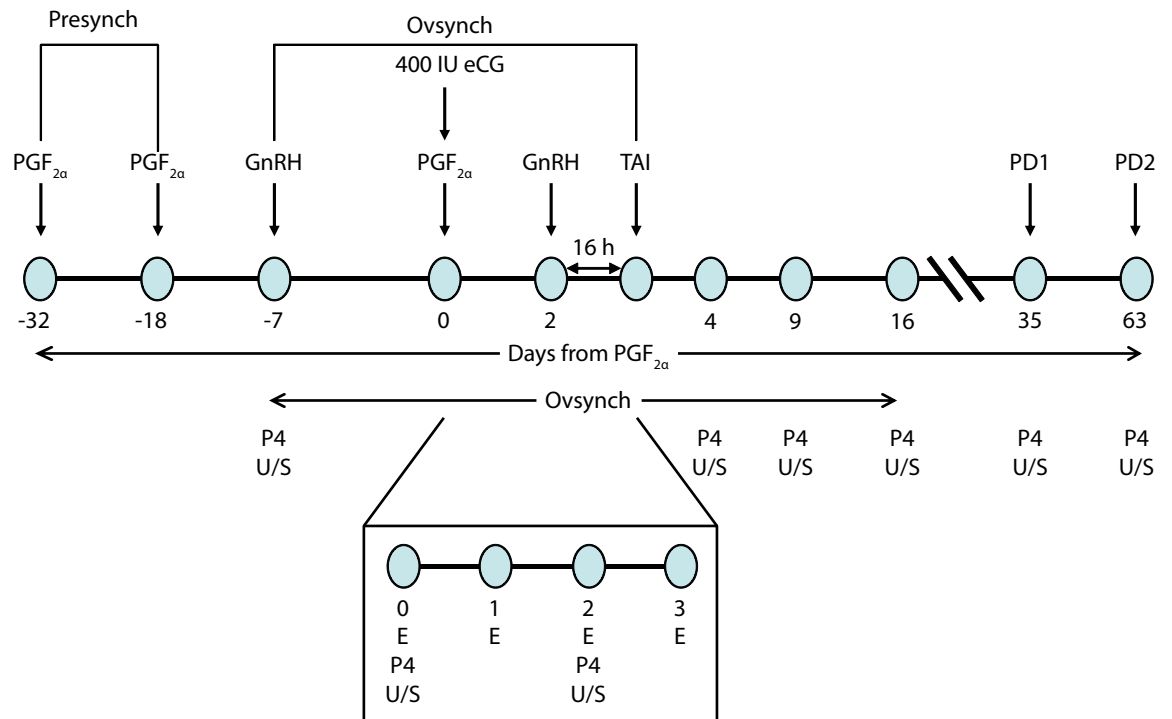 Presynch
Ovsynch
400 IU eCG
PGF2α PGF2α GnRH PGF2α GnRH TAI PD1 PD2
16 h
-32 -18 -7 0 2 4 9 16 35 63
Days from PGF2α
Ovsynch
P4 P4 P4 P4 P4 P4
U/S U/S U/S U/S U/S U/S
0 1 2 3
E E E E
P4 P4
U/S U/S